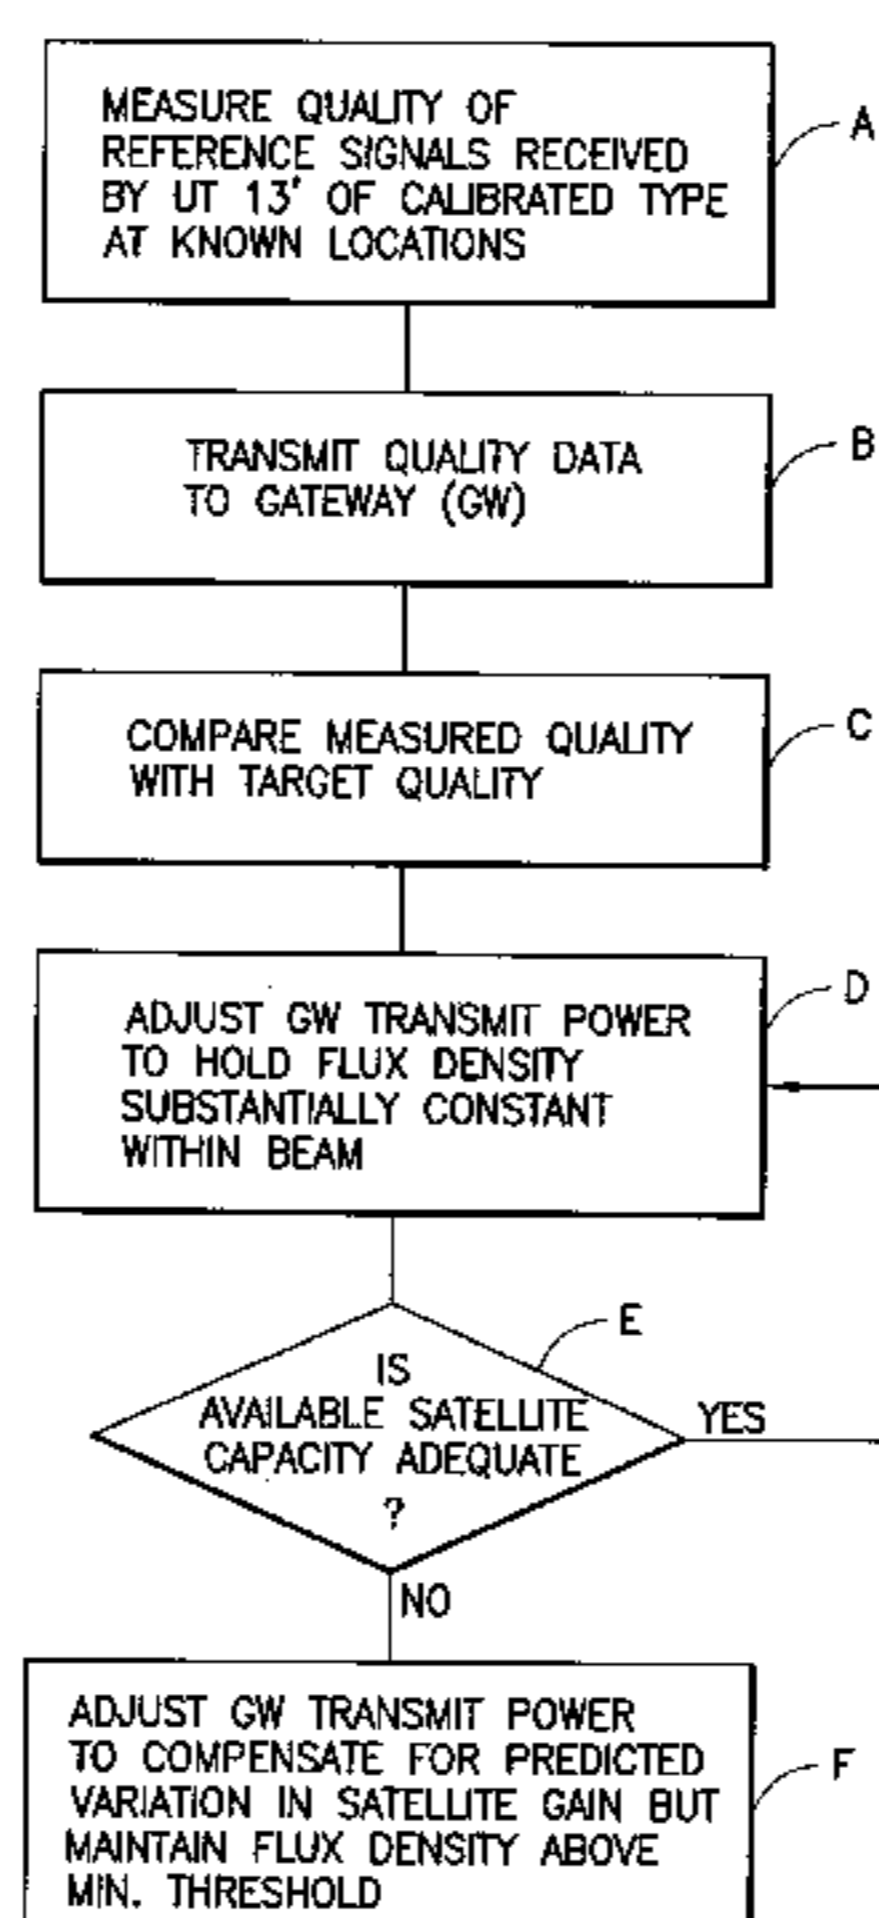 MEASURE QUALITY OF
REFERENCE SIGNALS RECEIVED
BY UT 13' OF CALIBRATED TYPE
AT KNOWN LOCATIONS
A
TRANSMIT QUALITY DATA
TO GATEWAY (GW)
B
COMPARE MEASURED QUALITY
WITH TARGET QUALITY
C
ADJUST GW TRANSMIT POWER
TO HOLD FLUX DENSITY
SUBSTANTIALLY CONSTANT
WITHIN BEAM
D
IS
AVAILABLE SATELLITE
CAPACITY ADEQUATE
?
E
YES
NO
ADJUST GW TRANSMIT POWER
TO COMPENSATE FOR PREDICTED
VARIATION IN SATELLITE GAIN BUT
MAINTAIN FLUX DENSITY ABOVE
MIN. THRESHOLD
F